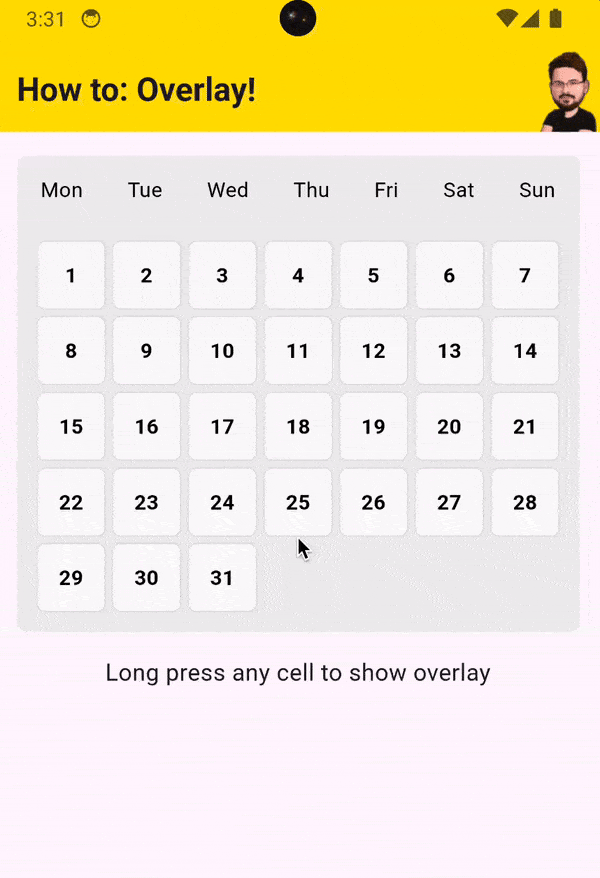 3:31
How to: Overlay!
Mon Tue Wed Thu Fri Sat Sun
1 2 3 4 5 6 7
8 9 10 11 12 13 14
15 16 17 18 19 20 21
22 23 24 25 26 27 28
29 30 31
Long press any cell to show overlay